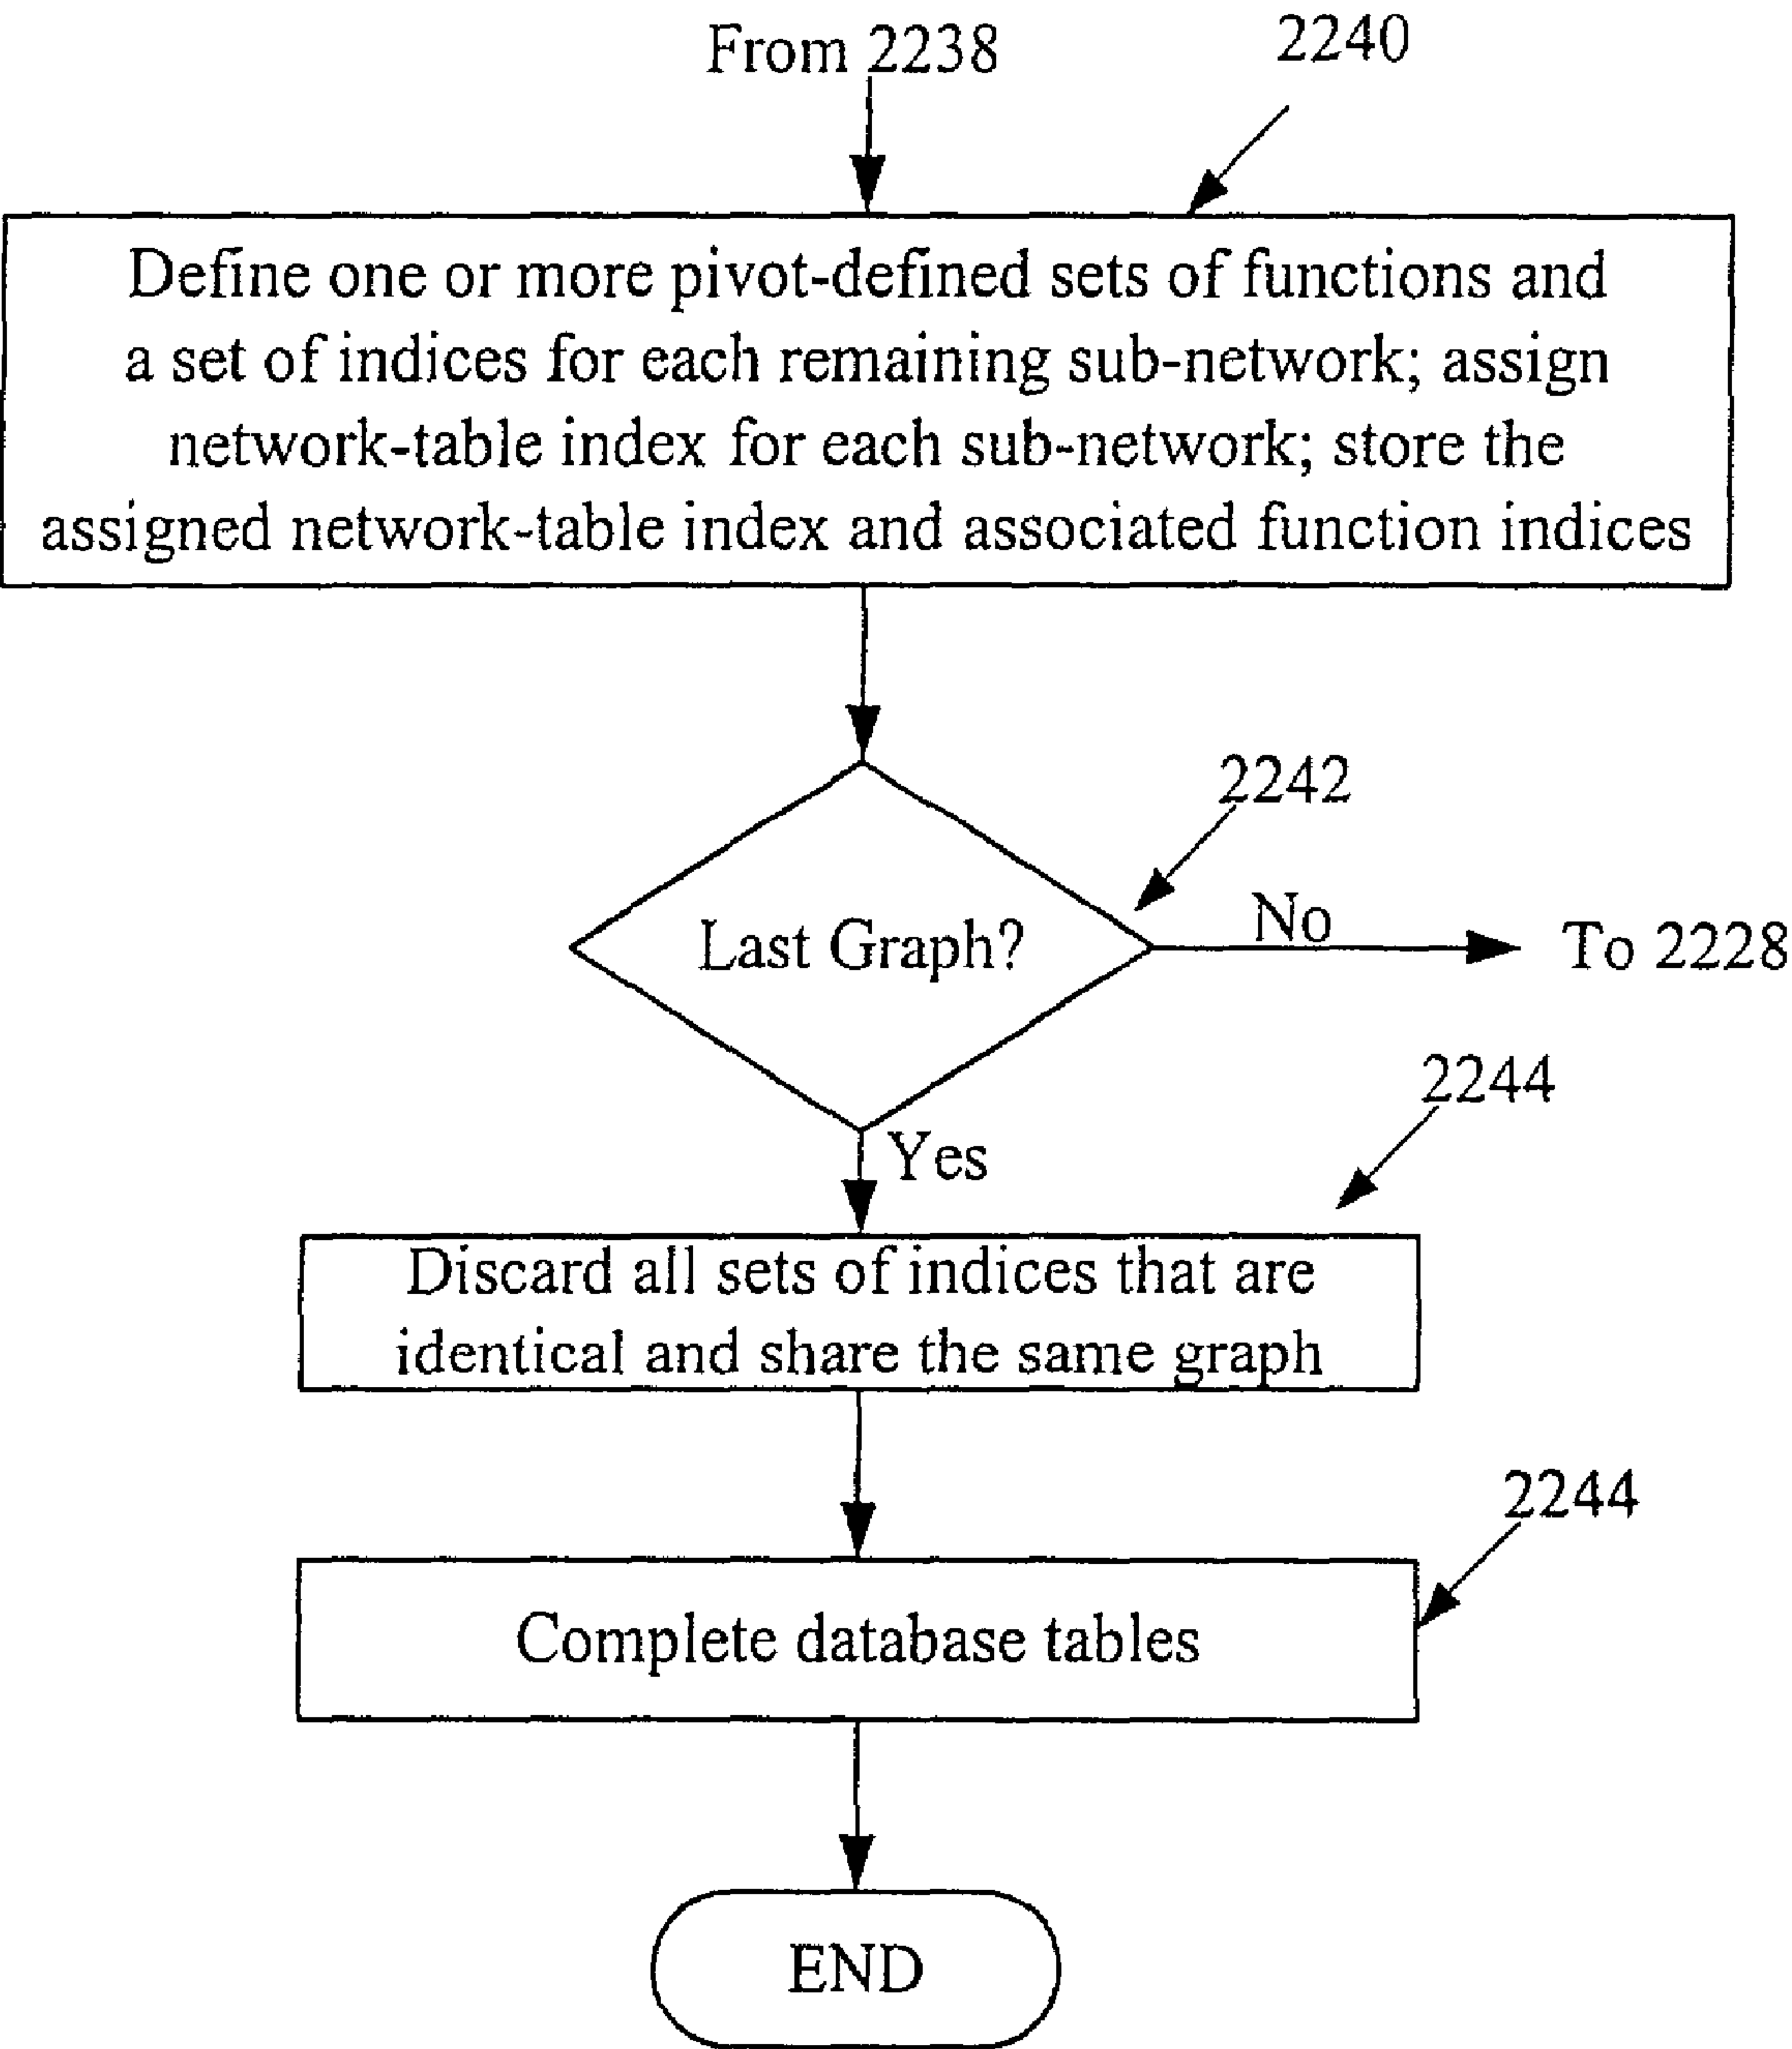 From 2238
2240
Define one or more pivot-defined sets of functions and
a set of indices for each remaining sub-network; assign
network-table index for each sub-network; store the
assigned network-table index and associated function indices
2242
Last Graph?
No
To 2228
2244
Yes
Discard all sets of indices that are
identical and share the same graph
2244
Complete database tables
END